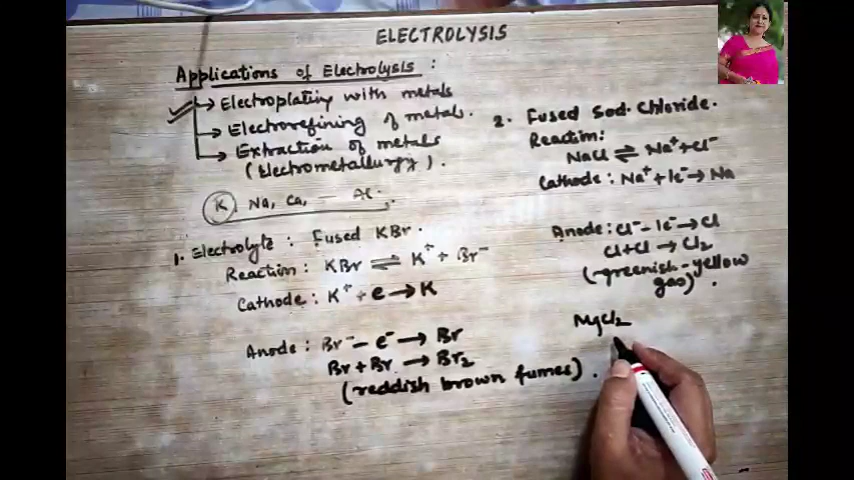 ELECTROLYSIS
Applications of Electrolysis :
✓→ Electroplating with metals
→ Electrorefining of metals.
→ Extraction of metals
(Electrometallurgy).
K, Na, Ca, — Al.
1. Electrolyte : Fused KBr.
Reaction : KBr ⇌ K⁺ + Br⁻
Cathode : K⁺ + e → K
Anode : Br⁻ - e⁻ → Br
Br + Br → Br₂
(reddish brown fumes).
2. Fused Sod. Chloride.
Reaction:
NaCl ⇌ Na⁺ + Cl⁻
Cathode : Na⁺ + 1e⁻ → Na
Anode : Cl⁻ - 1e⁻ → Cl
Cl + Cl → Cl₂
(greenish-yellow
gas).
MgCl₂